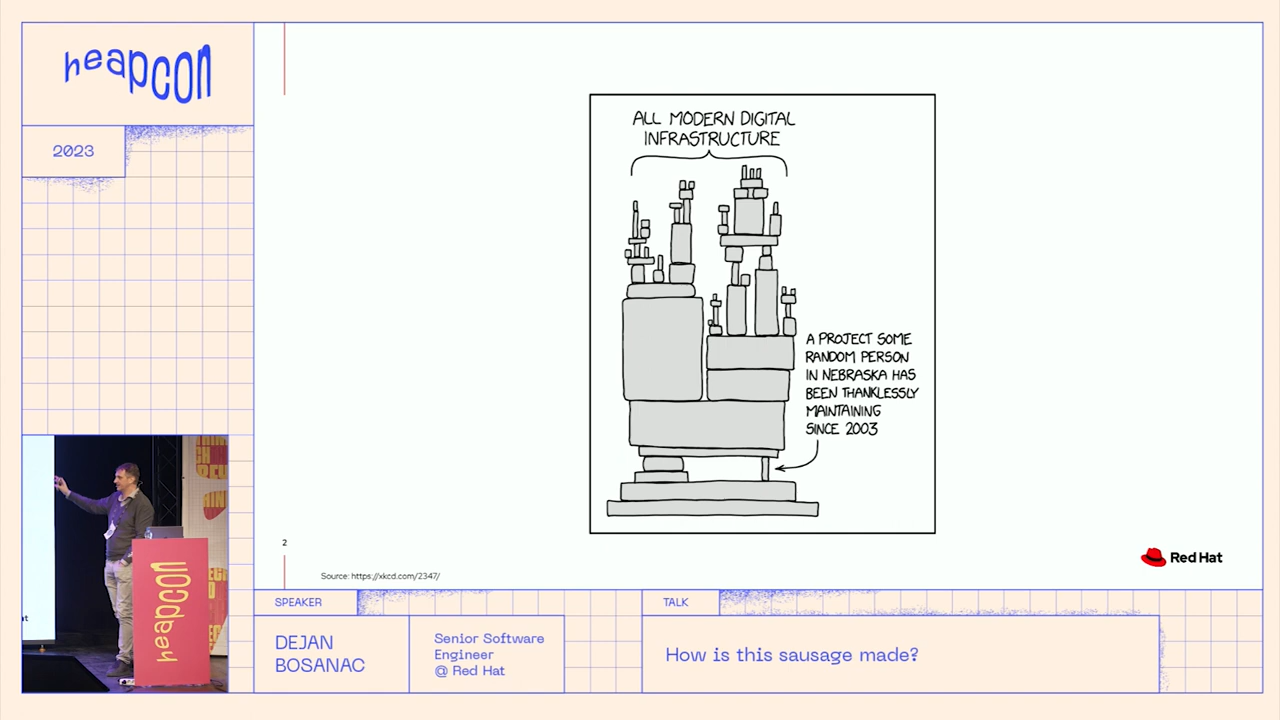 heapcon
2023
ALL MODERN DIGITAL
INFRASTRUCTURE
A PROJECT SOME
RANDOM PERSON
IN NEBRASKA HAS
BEEN THANKLESSLY
MAINTAINING
SINCE 2003
2
Source: https://xkcd.com/2347/
Red Hat
heapcon
SPEAKER
DEJAN
BOSANAC
Senior Software
Engineer
@ Red Hat
TALK
How is this sausage made?